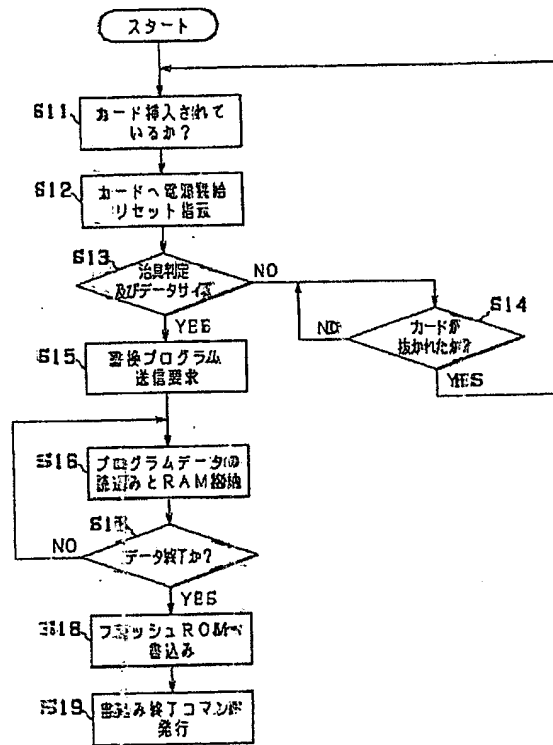 スタート
S11
カード挿入されて
いるか?
S12
カードへ電源供給
リセット指示
S13
治具判定
及びデータサイズ
NO
YES
S14
カードが
抜かれたか?
NO
YES
S15
書換プログラム
送信要求
S16
プログラムデータの
読込みとRAM格納
データ終了か?
NO
YES
S18
フラッシュROMへ
書込み
S19
書込み終了コマンド
発行